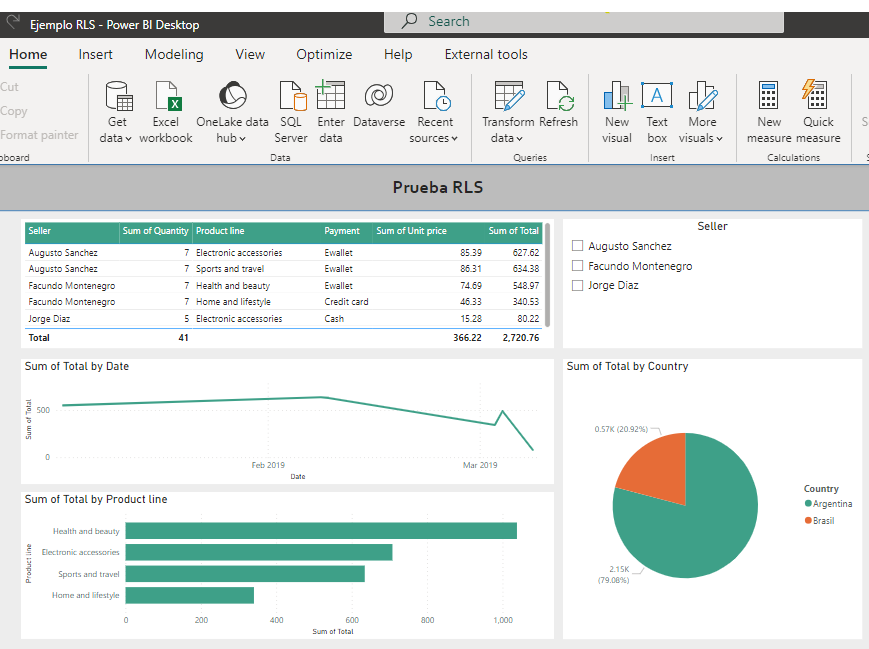 Ejemplo RLS - Power BI Desktop
Search
Home Insert Modeling View Optimize Help External tools
Cut
Copy
Format painter
Get data
Excel workbook
OneLake data hub
SQL Server
Enter data
Dataverse
Recent sources
Transform data
Refresh
New visual
Text box
More visuals
New measure
Quick measure
Data
Queries
Insert
Calculations
Prueba RLS
Seller Sum of Quantity Product line Payment Sum of Unit price Sum of Total
Augusto Sanchez 7 Electronic accessories Ewallet 85.39 627.62
Augusto Sanchez 7 Sports and travel Ewallet 86.31 634.38
Facundo Montenegro 7 Health and beauty Ewallet 74.69 548.97
Facundo Montenegro 7 Home and lifestyle Credit card 46.33 340.53
Jorge Diaz 5 Electronic accessories Cash 15.28 80.22
Total 41 366.22 2,720.76
Seller
Augusto Sanchez
Facundo Montenegro
Jorge Diaz
Sum of Total by Date
Sum of Total
500
0
Feb 2019 Mar 2019
Date
Sum of Total by Product line
Product line
Health and beauty
Electronic accessories
Sports and travel
Home and lifestyle
0 200 400 600 800 1,000
Sum of Total
Sum of Total by Country
0.57K (20.92%)
2.15K
(79.08%)
Country
Argentina
Brasil